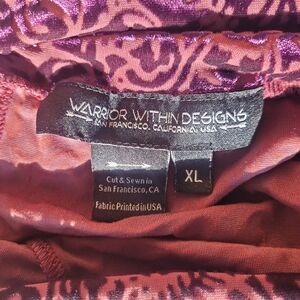 WARRIOR WITHIN DESIGNS
SAN FRANCISCO, CALIFORNIA, USA
XL
Cut & Sewn in
San Francisco, CA
Fabric Printed in USA